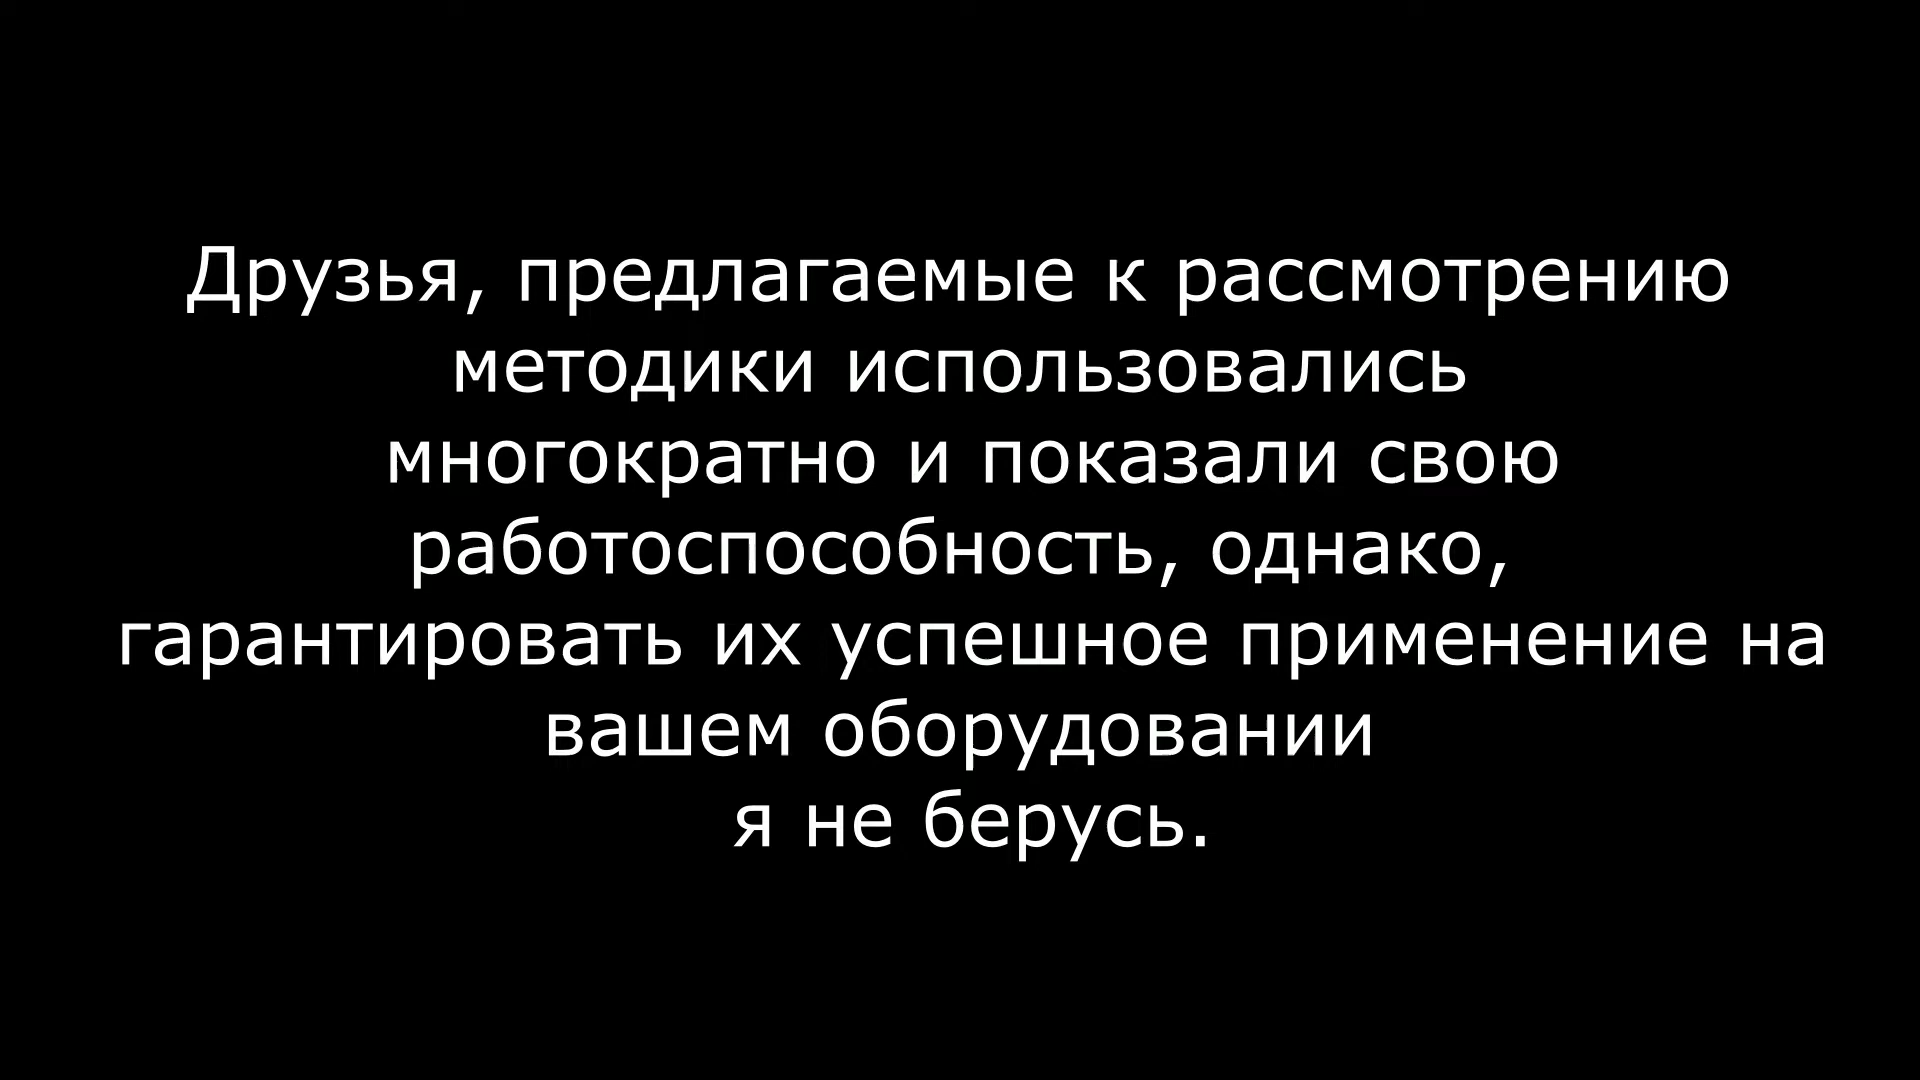 Друзья, предлагаемые к рассмотрению
методики использовались
многократно и показали свою
работоспособность, однако,
гарантировать их успешное применение на
вашем оборудовании
я не берусь.